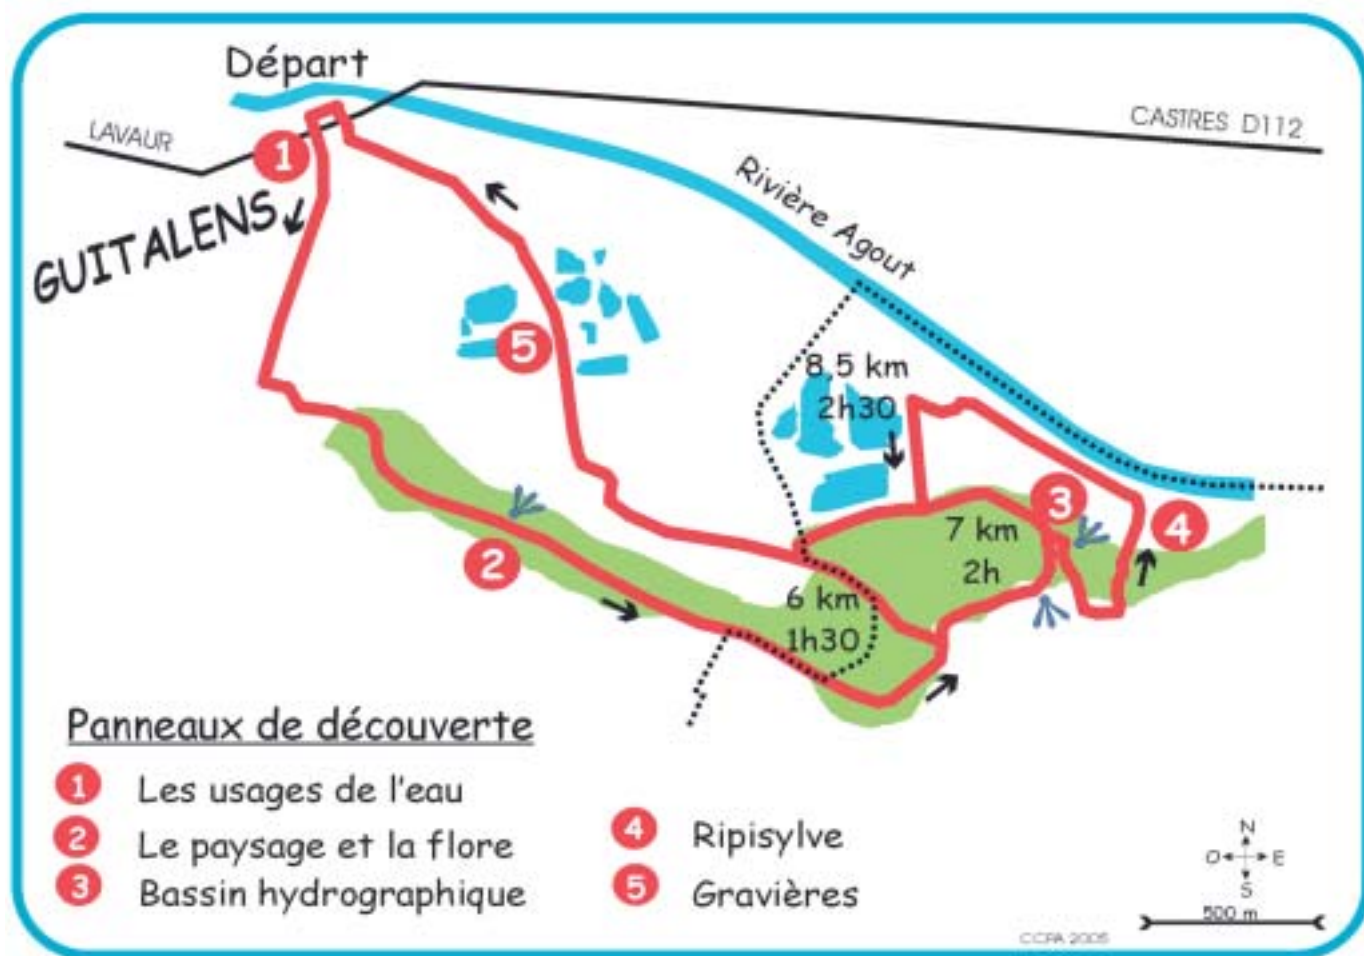 Départ
LAVAUR
CASTRES D112
1
GUITALENS
Rivière Agout
5
8,5 km
2h30
3
4
7 km
2h
2
6 km
1h30
Panneaux de découverte
1 Les usages de l'eau
2 Le paysage et la flore
3 Bassin hydrographique
4 Ripisylve
5 Gravières
N
O E
S
500 m
CCPA 2005